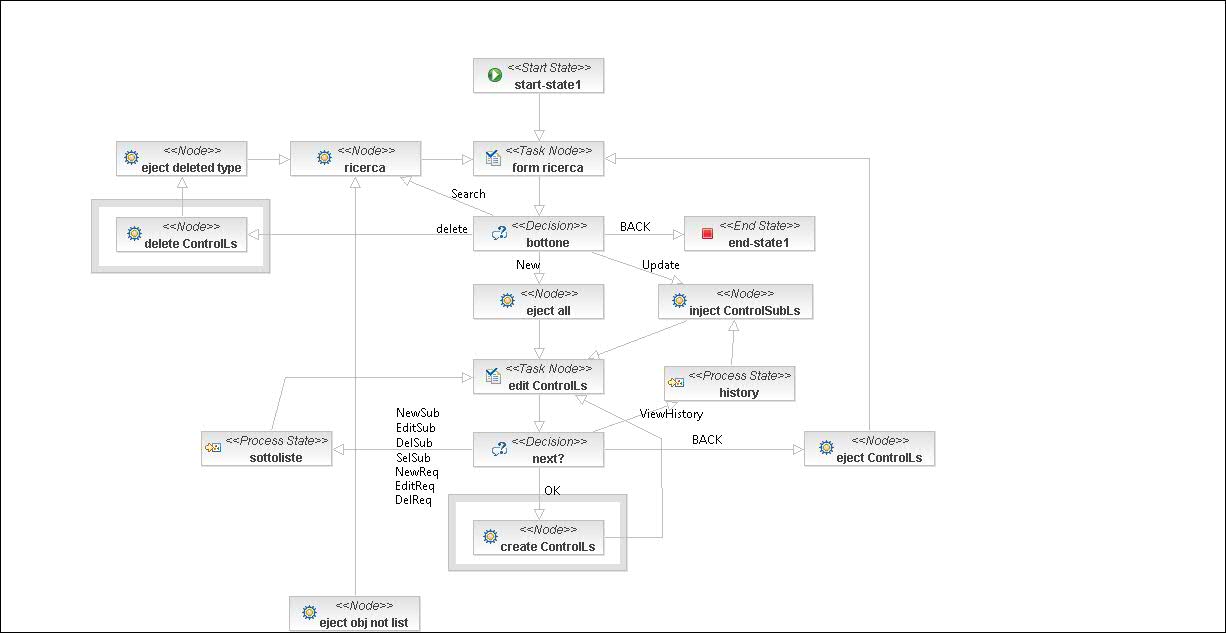 <<Start State>>
start-state1
<<Node>>
eject deleted type
<<Node>>
ricerca
<<Task Node>>
form ricerca
Search
<<Node>>
delete ControlLs
delete
<<Decision>>
bottone
BACK
<<End State>>
end-state1
New
Update
<<Node>>
eject all
<<Node>>
inject ControlSubLs
<<Task Node>>
edit ControlLs
<<Process State>>
history
NewSub
EditSub
DelSub
SelSub
NewReq
EditReq
DelReq
ViewHistory
<<Process State>>
sottoliste
<<Decision>>
next?
BACK
<<Node>>
eject ControlLs
OK
<<Node>>
create ControlLs
<<Node>>
eject obj not list